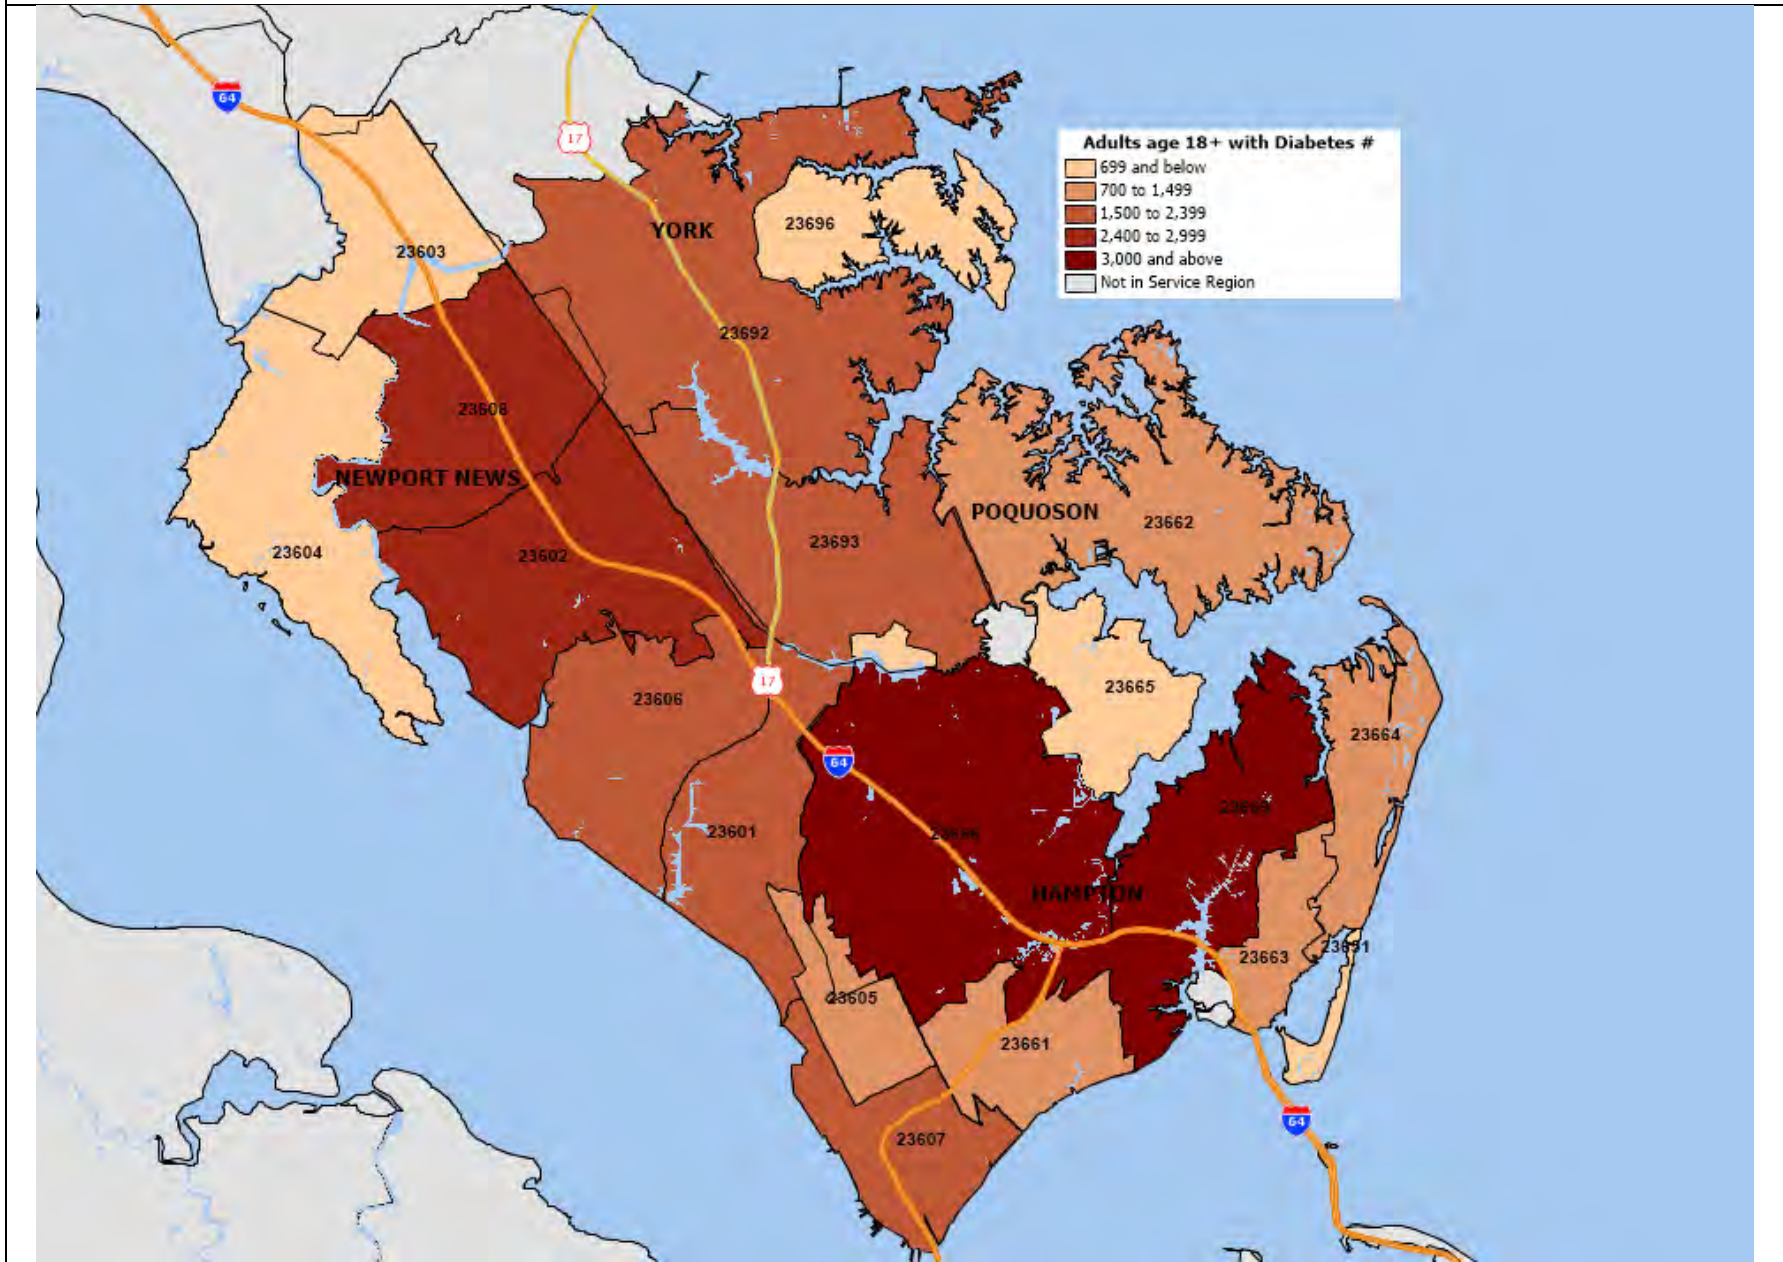 64
17
Adults age 18+ with Diabetes #
699 and below
700 to 1,499
1,500 to 2,399
2,400 to 2,999
3,000 and above
Not in Service Region
23696
YORK
23603
23692
23608
NEWPORT NEWS
POQUOSON
23662
23693
23604
23602
23665
17
23606
23664
64
23669
23601
23666
HAMPTON
23651
23663
23605
23661
64
23607